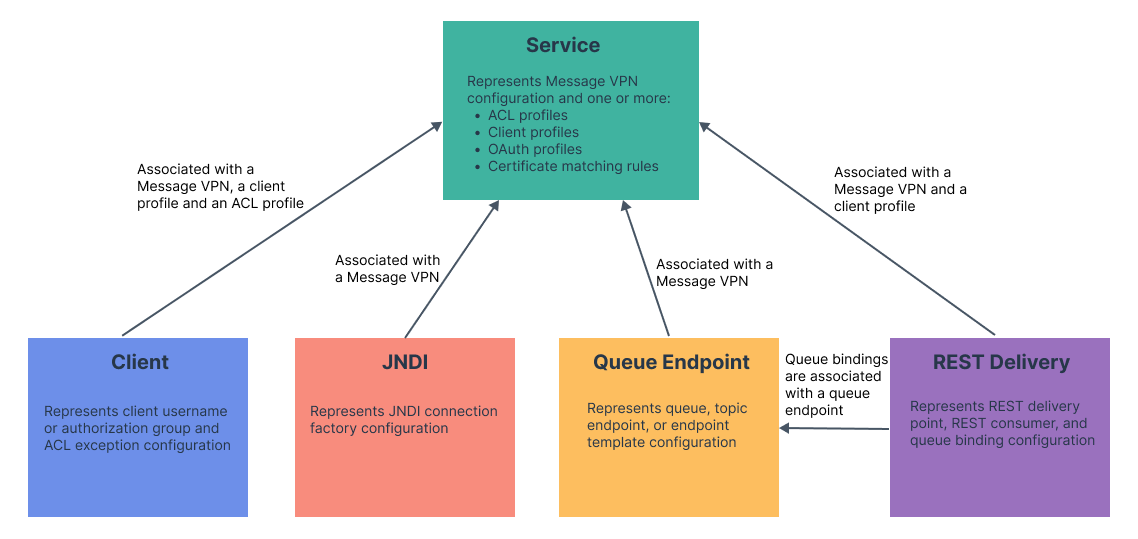 Service
Represents Message VPN
configuration and one or more:
• ACL profiles
• Client profiles
• OAuth profiles
• Certificate matching rules
Associated with a
Message VPN, a client
profile and an ACL profile
Associated with a
Message VPN and a
client profile
Associated with
a Message VPN
Associated with a
Message VPN
Client
Represents client username
or authorization group and
ACL exception configuration
JNDI
Represents JNDI connection
factory configuration
Queue Endpoint
Represents queue, topic
endpoint, or endpoint
template configuration
Queue bindings
are associated
with a queue
endpoint
REST Delivery
Represents REST delivery
point, REST consumer, and
queue binding configuration